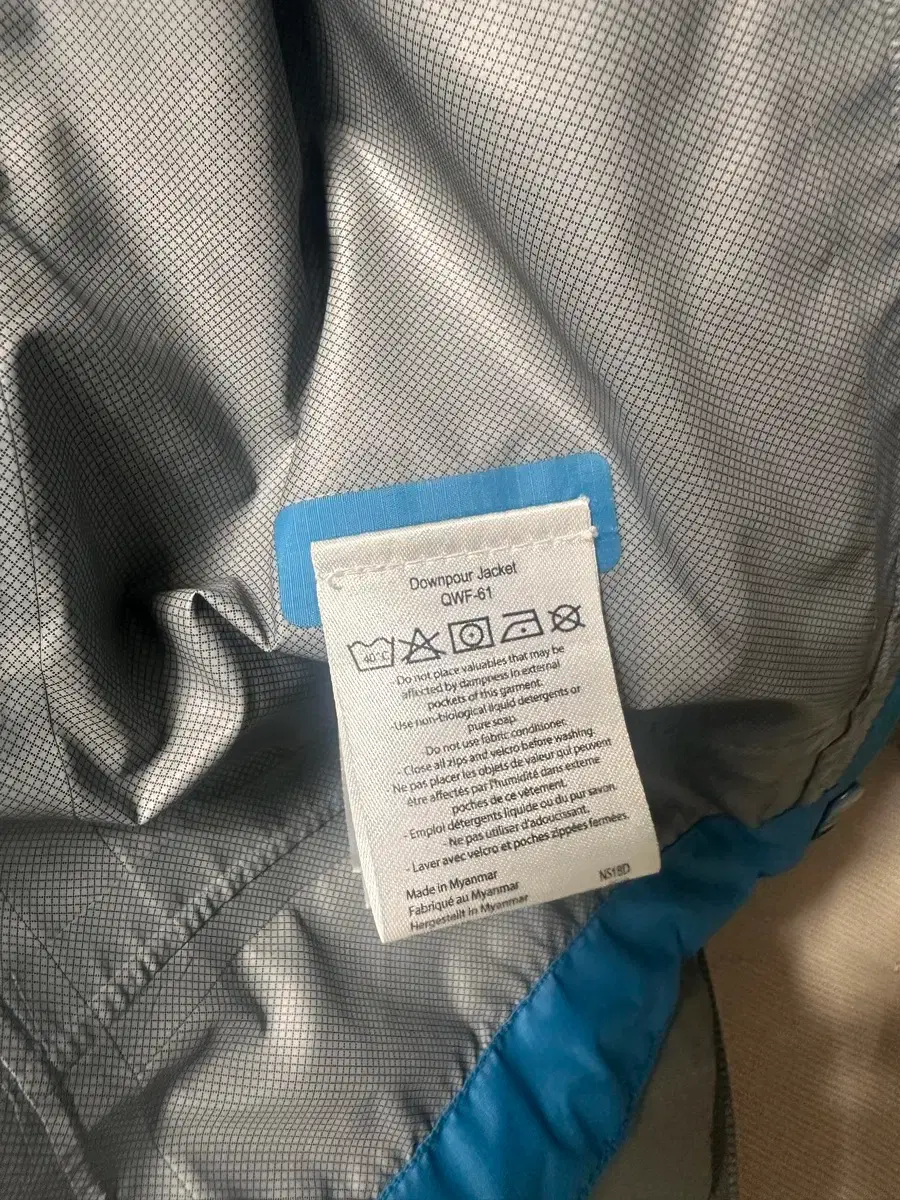 Downpour Jacket
QWF-61
40°C
Do not place valuables that may be
affected by dampness in external
pockets of this garment.
-Use non-biological liquid detergents or
pure soap.
Do not use fabric conditioner.
- Close all zips and velcro before washing
Ne pas placer les objets de valeur qui peuvent
être affectés par l'humidité dans externe
poches de ce vêtement.
- Emploi détergents liquide ou du pur savon.
- Ne pas utiliser d'adoucissant.
- Laver avec velcro et poches zippées fermées.
Made in Myanmar
Fabriqué au Myanmar
Hergestellt in Myanmar
NS18D